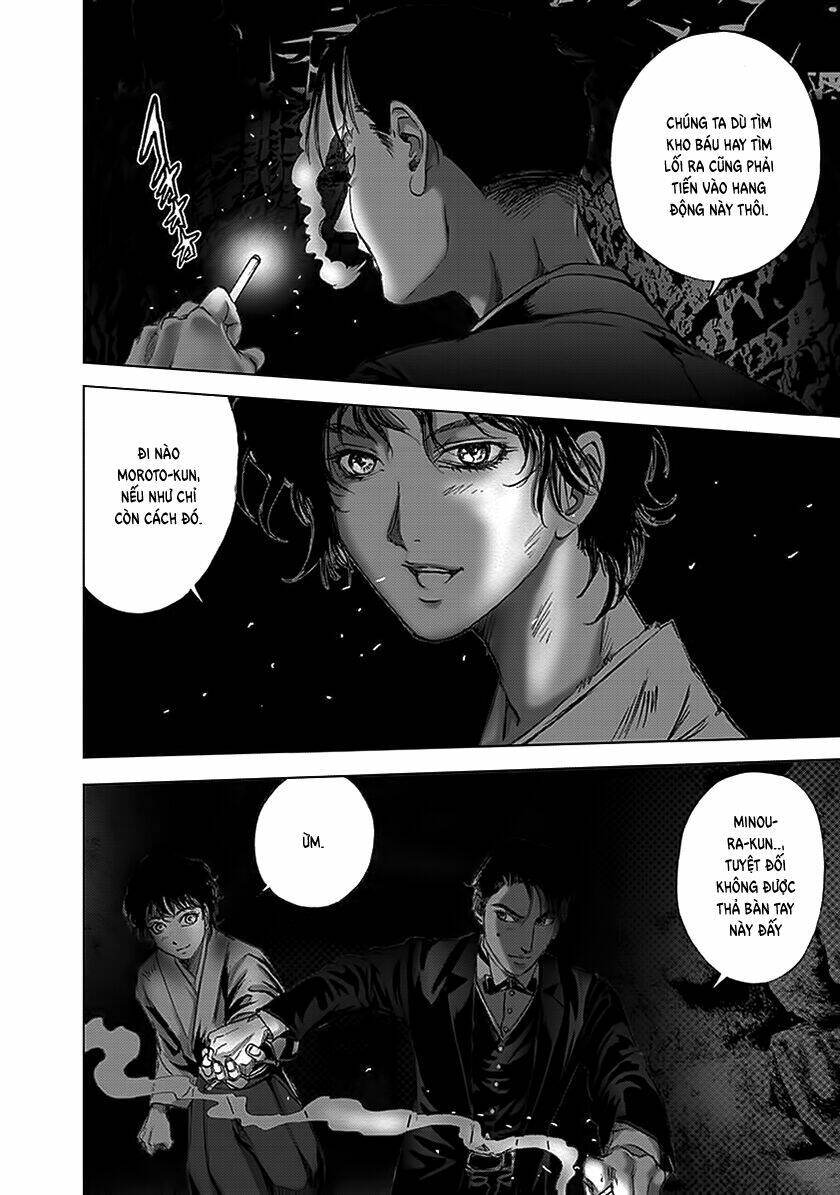 CHÚNG TA DÙ TÌM
KHO BÁU HAY TÌM
LỐI RA CŨNG PHẢI
TIẾN VÀO HANG
ĐỘNG NÀY THÔI.
ĐI NÀO
MOROTO-KUN,
NẾU NHƯ CHỈ
CÒN CÁCH ĐÓ.
MINOU-
RA-KUN..,
TUYỆT ĐỐI
KHÔNG ĐƯỢC
THẢ BÀN TAY
NÀY ĐẤY
ỪM.